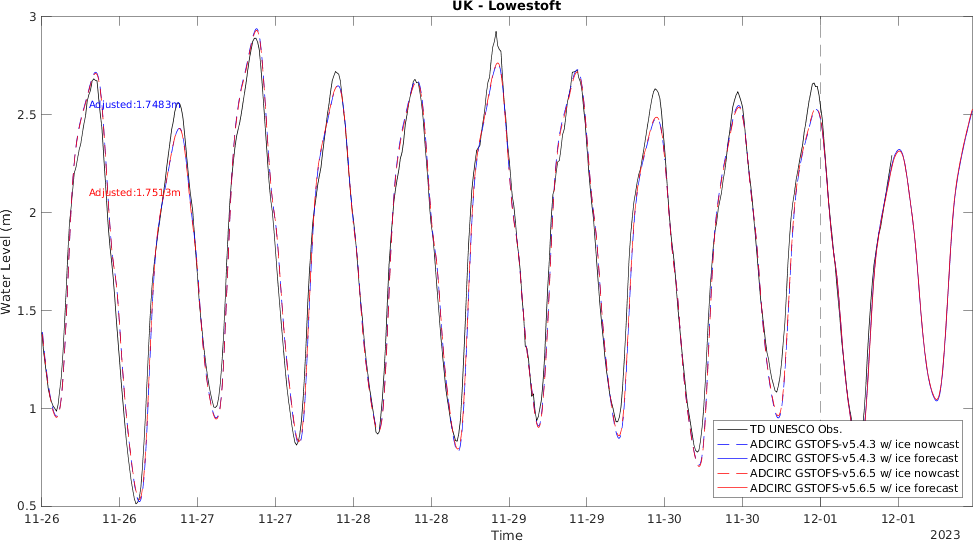 UK - Lowestoft
3
2.5
2
1.5
1
0.5
Water Level (m)
Adjusted:1.7483m
Adjusted:1.7513m
TD UNESCO Obs.
ADCIRC GSTOFS-v5.4.3 w/ ice nowcast
ADCIRC GSTOFS-v5.4.3 w/ ice forecast
ADCIRC GSTOFS-v5.6.5 w/ ice nowcast
ADCIRC GSTOFS-v5.6.5 w/ ice forecast
11-26 11-26 11-27 11-27 11-28 11-28 11-29 11-29 11-30 11-30 12-01 12-01
Time
2023